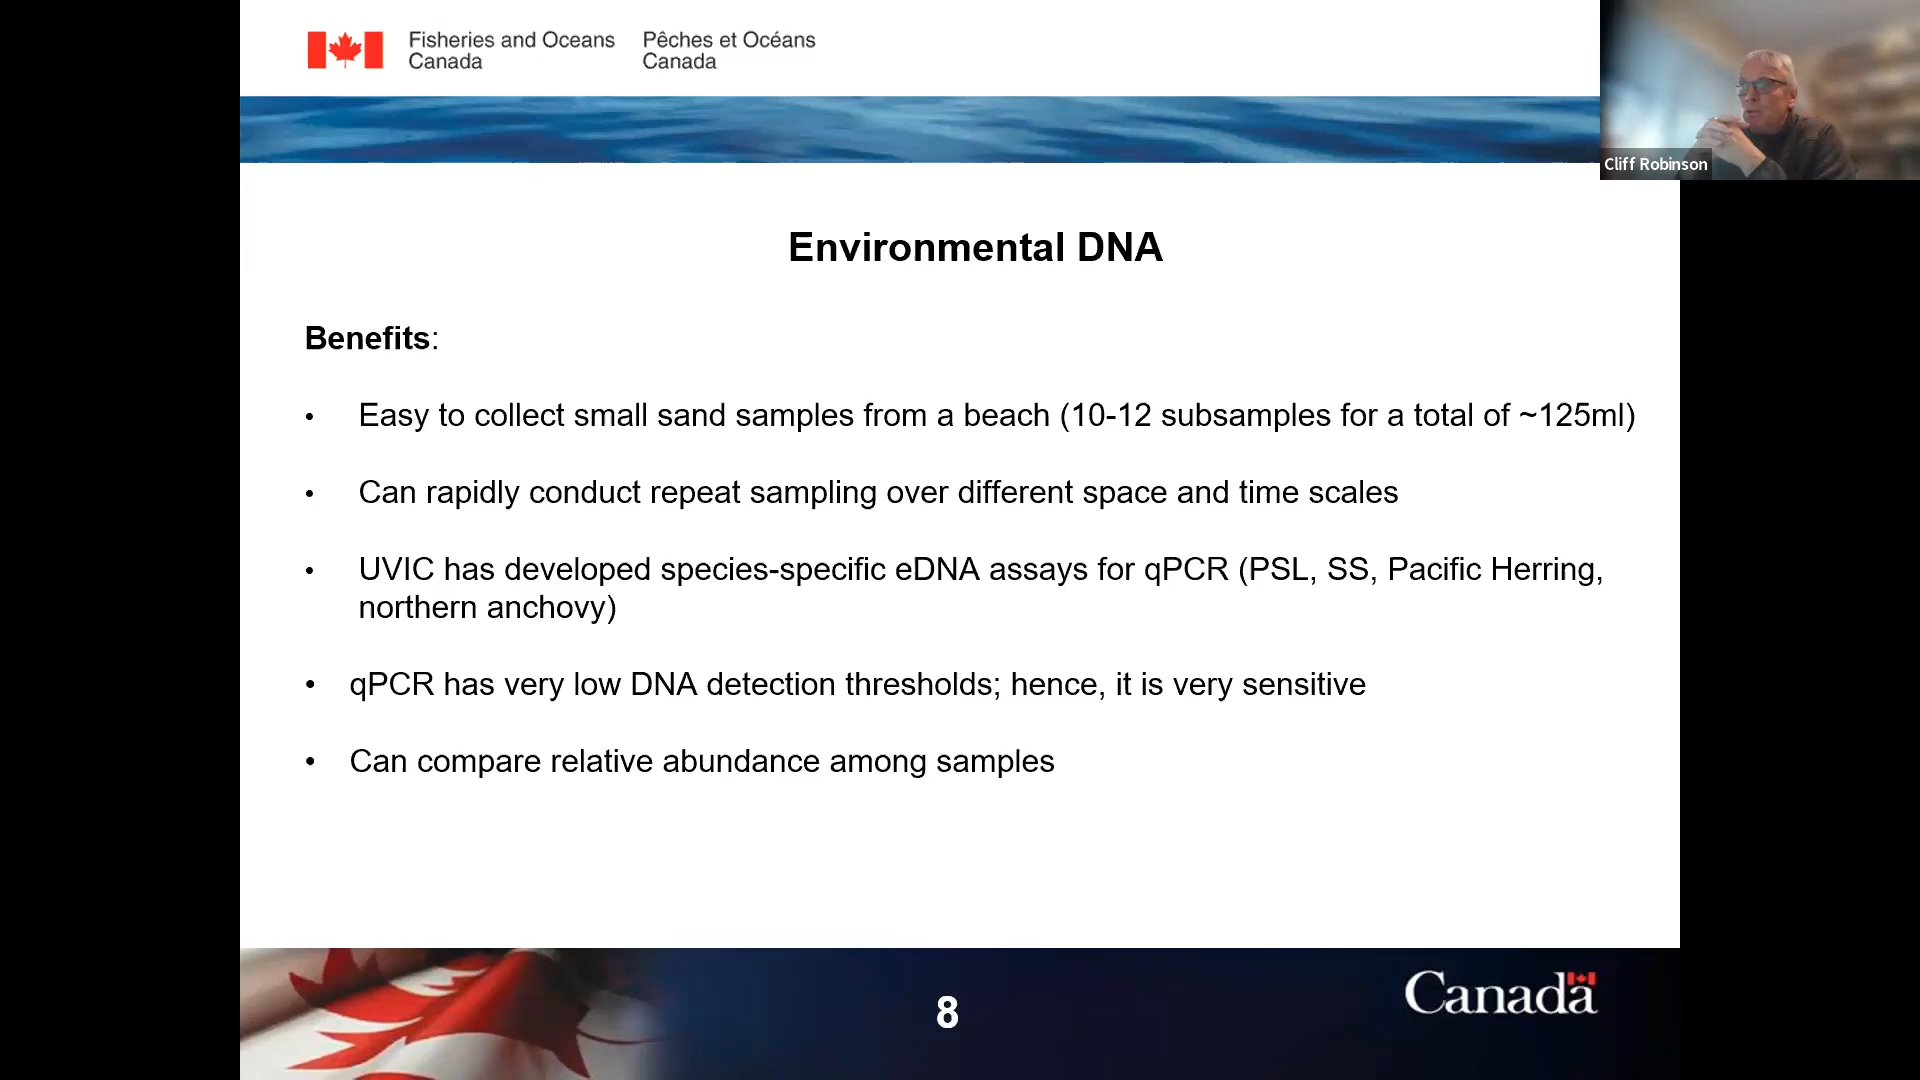 Fisheries and Oceans Canada
Pêches et Océans Canada
Cliff Robinson
Environmental DNA
Benefits:
• Easy to collect small sand samples from a beach (10-12 subsamples for a total of ~125ml)
• Can rapidly conduct repeat sampling over different space and time scales
• UVIC has developed species-specific eDNA assays for qPCR (PSL, SS, Pacific Herring,
northern anchovy)
• qPCR has very low DNA detection thresholds; hence, it is very sensitive
• Can compare relative abundance among samples
8
Canada